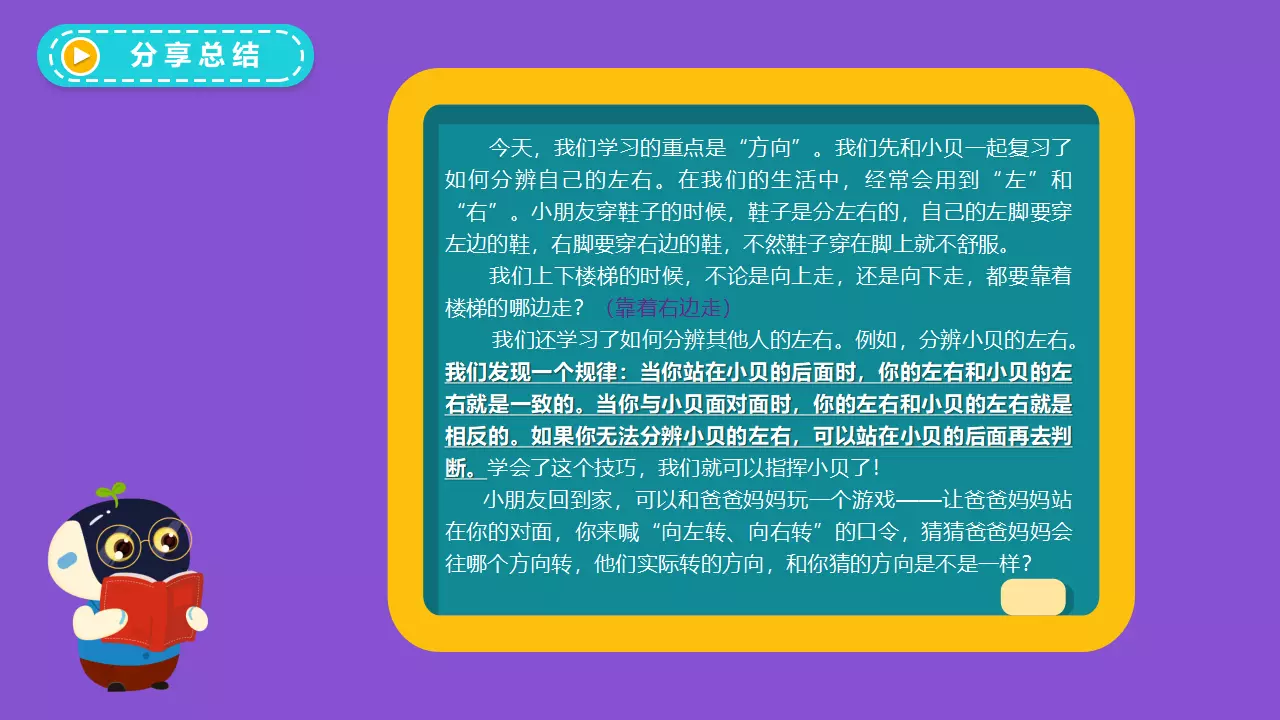 分享总结
今天，我们学习的重点是“方向”。我们先和小贝一起复习了
如何分辨自己的左右。在我们的生活中，经常会用到“左”和
“右”。小朋友穿鞋子的时候，鞋子是分左右的，自己的左脚要穿
左边的鞋，右脚要穿右边的鞋，不然鞋子穿在脚上就不舒服。
我们上下楼梯的时候，不论是向上走，还是向下走，都要靠着
楼梯的哪边走？（靠着右边走）
我们还学习了如何分辨其他人的左右。例如，分辨小贝的左右。
我们发现一个规律：当你站在小贝的后面时，你的左右和小贝的左
右就是一致的。当你与小贝面对面时，你的左右和小贝的左右就是
相反的。如果你无法分辨小贝的左右，可以站在小贝的后面再去判
断。学会了这个技巧，我们就可以指挥小贝了！
小朋友回到家，可以和爸爸妈妈玩一个游戏——让爸爸妈妈站
在你的对面，你来喊“向左转、向右转”的口令，猜猜爸爸妈妈会
往哪个方向转，他们实际转的方向，和你猜的方向是不是一样？